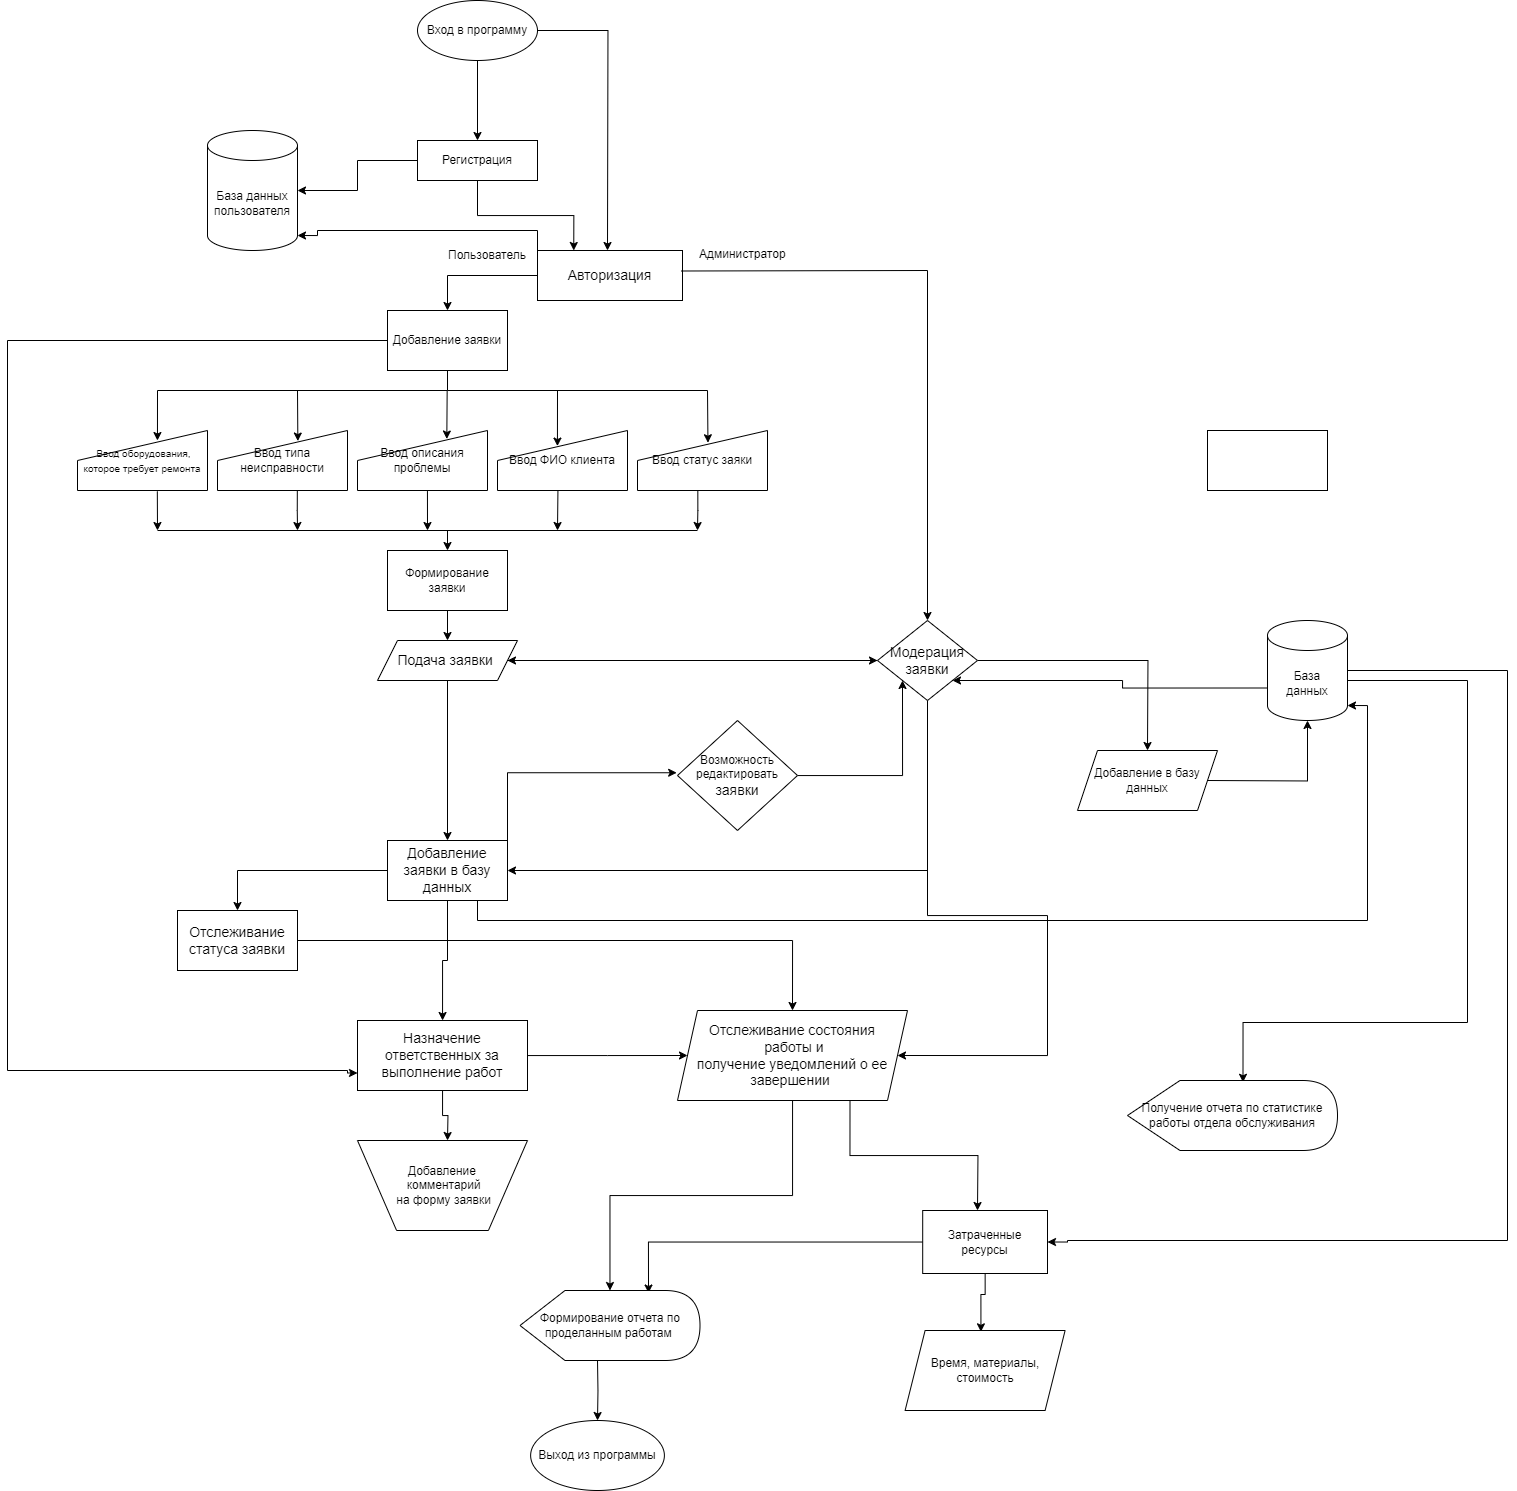 Вход в программу
Регистрация
База данных
пользователя
Пользователь
Администратор
Авторизация
Добавление заявки
Ввод оборудования,
которое требует ремонта
Ввод типа
неисправности
Ввод описания
проблемы
Ввод ФИО клиента
Ввод статус заяки
Формирование
заявки
Подача заявки
Модерация
заявки
База
данных
Возможность
редактировать
заявки
Добавление в базу
данных
Добавление
заявки в базу
данных
Отслеживание
статуса заявки
Назначение
ответственных за
выполнение работ
Отслеживание состояния
работы и
получение уведомлений о ее
завершении
Получение отчета по статистике
работы отдела обслуживания
Добавление
комментарий
на форму заявки
Затраченные
ресурсы
Формирование отчета по
проделанным работам
Время, материалы,
стоимость
Выход из программы